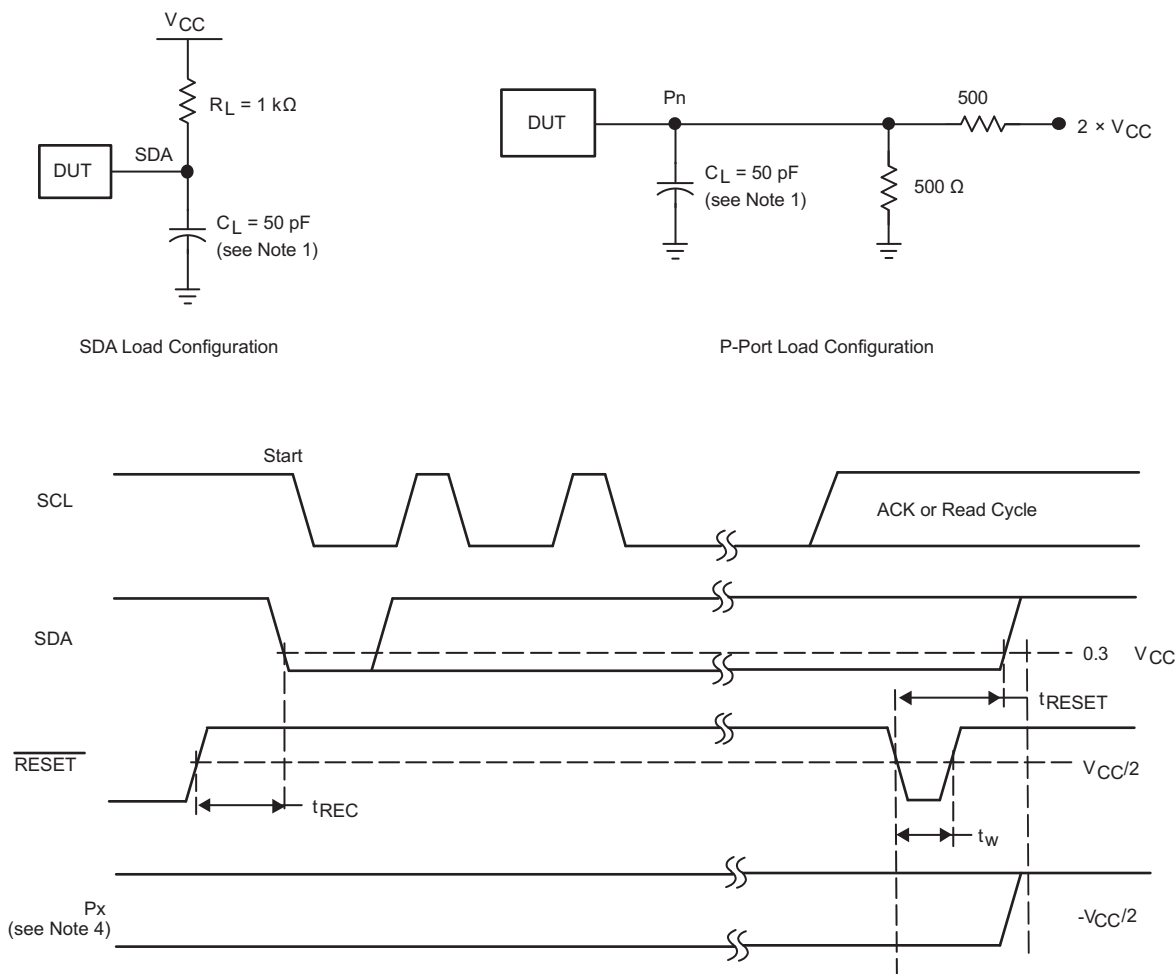 VCC
RL = 1 kΩ
DUT
SDA
CL = 50 pF
(see Note 1)
SDA Load Configuration
DUT
Pn
500
2 × VCC
CL = 50 pF
(see Note 1)
500 Ω
P-Port Load Configuration
Start
SCL
ACK or Read Cycle
SDA
0.3 VCC
tRESET
RESET
VCC/2
tREC
tw
Px
(see Note 4)
-VCC/2